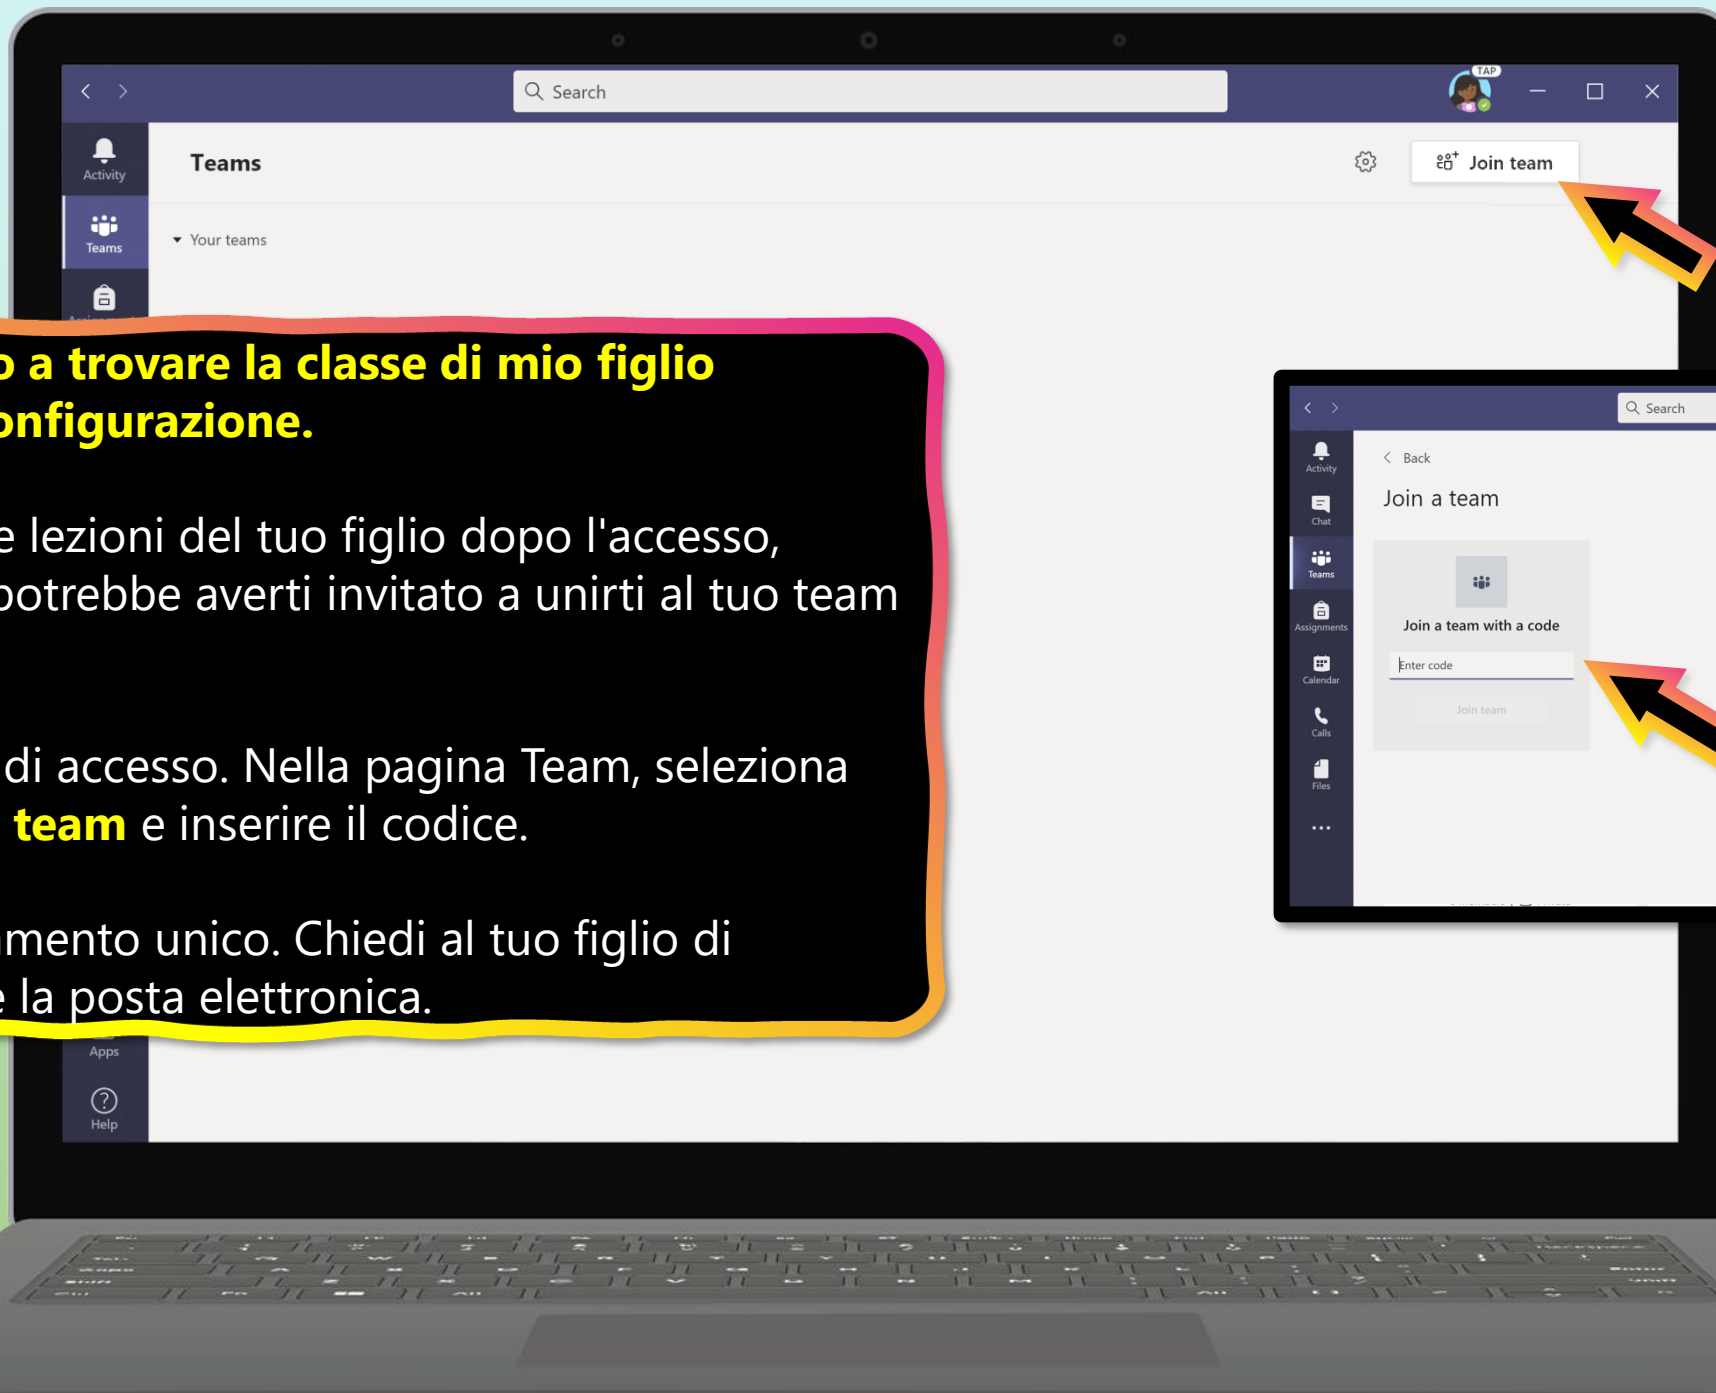 Search
TAP
Activity
Teams
Join team
Teams
Your teams
o a trovare la classe di mio figlio
onfigurazione.
e lezioni del tuo figlio dopo l'accesso,
potrebbe averti invitato a unirti al tuo team
di accesso. Nella pagina Team, seleziona
team e inserire il codice.
amento unico. Chiedi al tuo figlio di
e la posta elettronica.
Apps
Help
Search
Activity
Chat
Teams
Assignments
Calendar
Calls
Files
Back
Join a team
Join a team with a code
Enter code
Join team